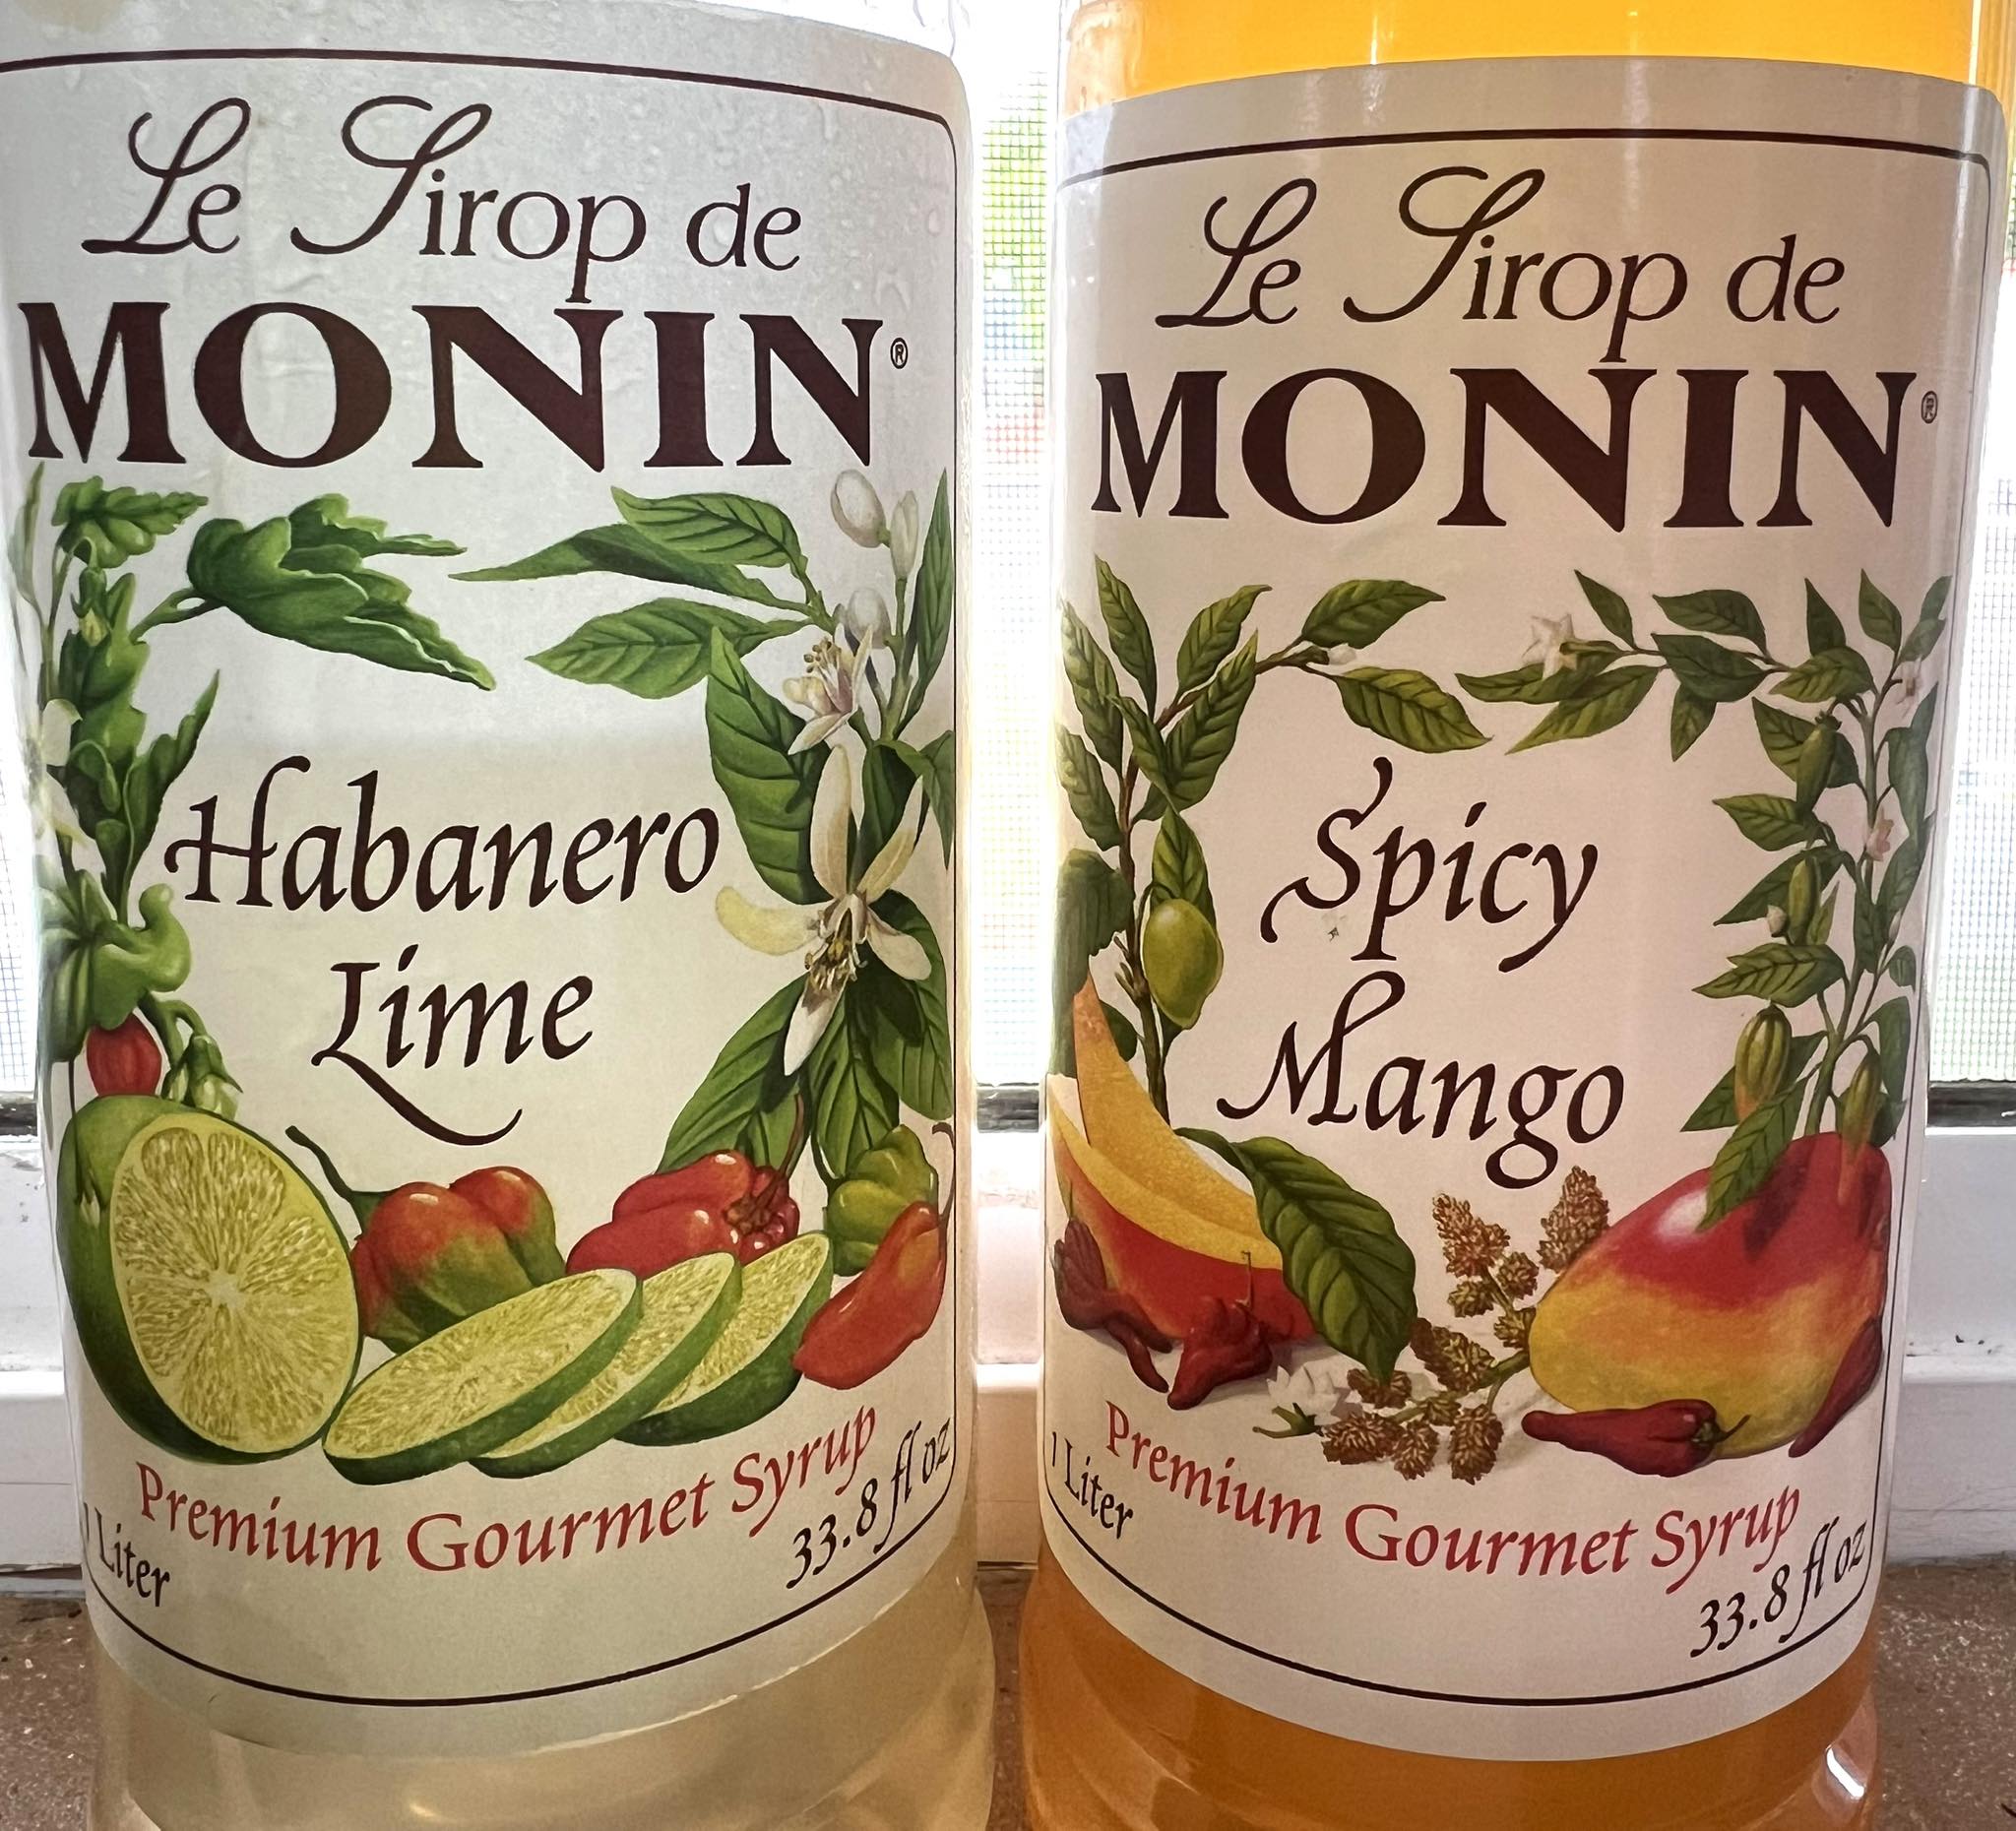 Le Sirop de
MONIN®
Habanero
Lime
Premium Gourmet Syrup
1 Liter
33.8 fl oz
Le Sirop de
MONIN®
Spicy
Mango
Premium Gourmet Syrup
1 Liter
33.8 fl oz